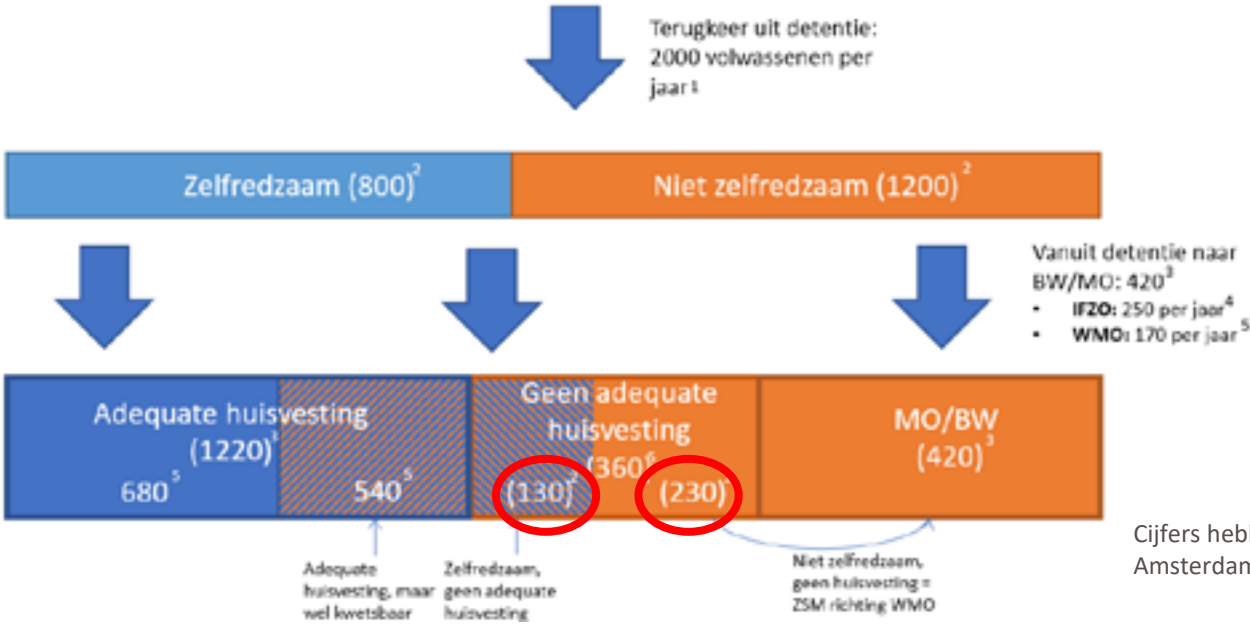 Terugkeer uit detentie:
2000 volwassenen per
jaar 1
Zelfredzaam (800) 2
Niet zelfredzaam (1200) 2
Vanuit detentie naar
BW/MO: 420 3
• IFZO: 250 per jaar 4
• WMO: 170 per jaar 5
Adequate huisvesting
(1220)
680 5
540 5
Geen adequate
huisvesting
(360) 6
(130)
(230)
MO/BW
(420) 3
Adequate
huisvesting, maar
wel kwetsbaar
Zelfredzaam,
geen adequate
huisvesting
Niet zelfredzaam,
geen huisvesting =
ZSM richting WMO
Cijfers heb
Amsterdam